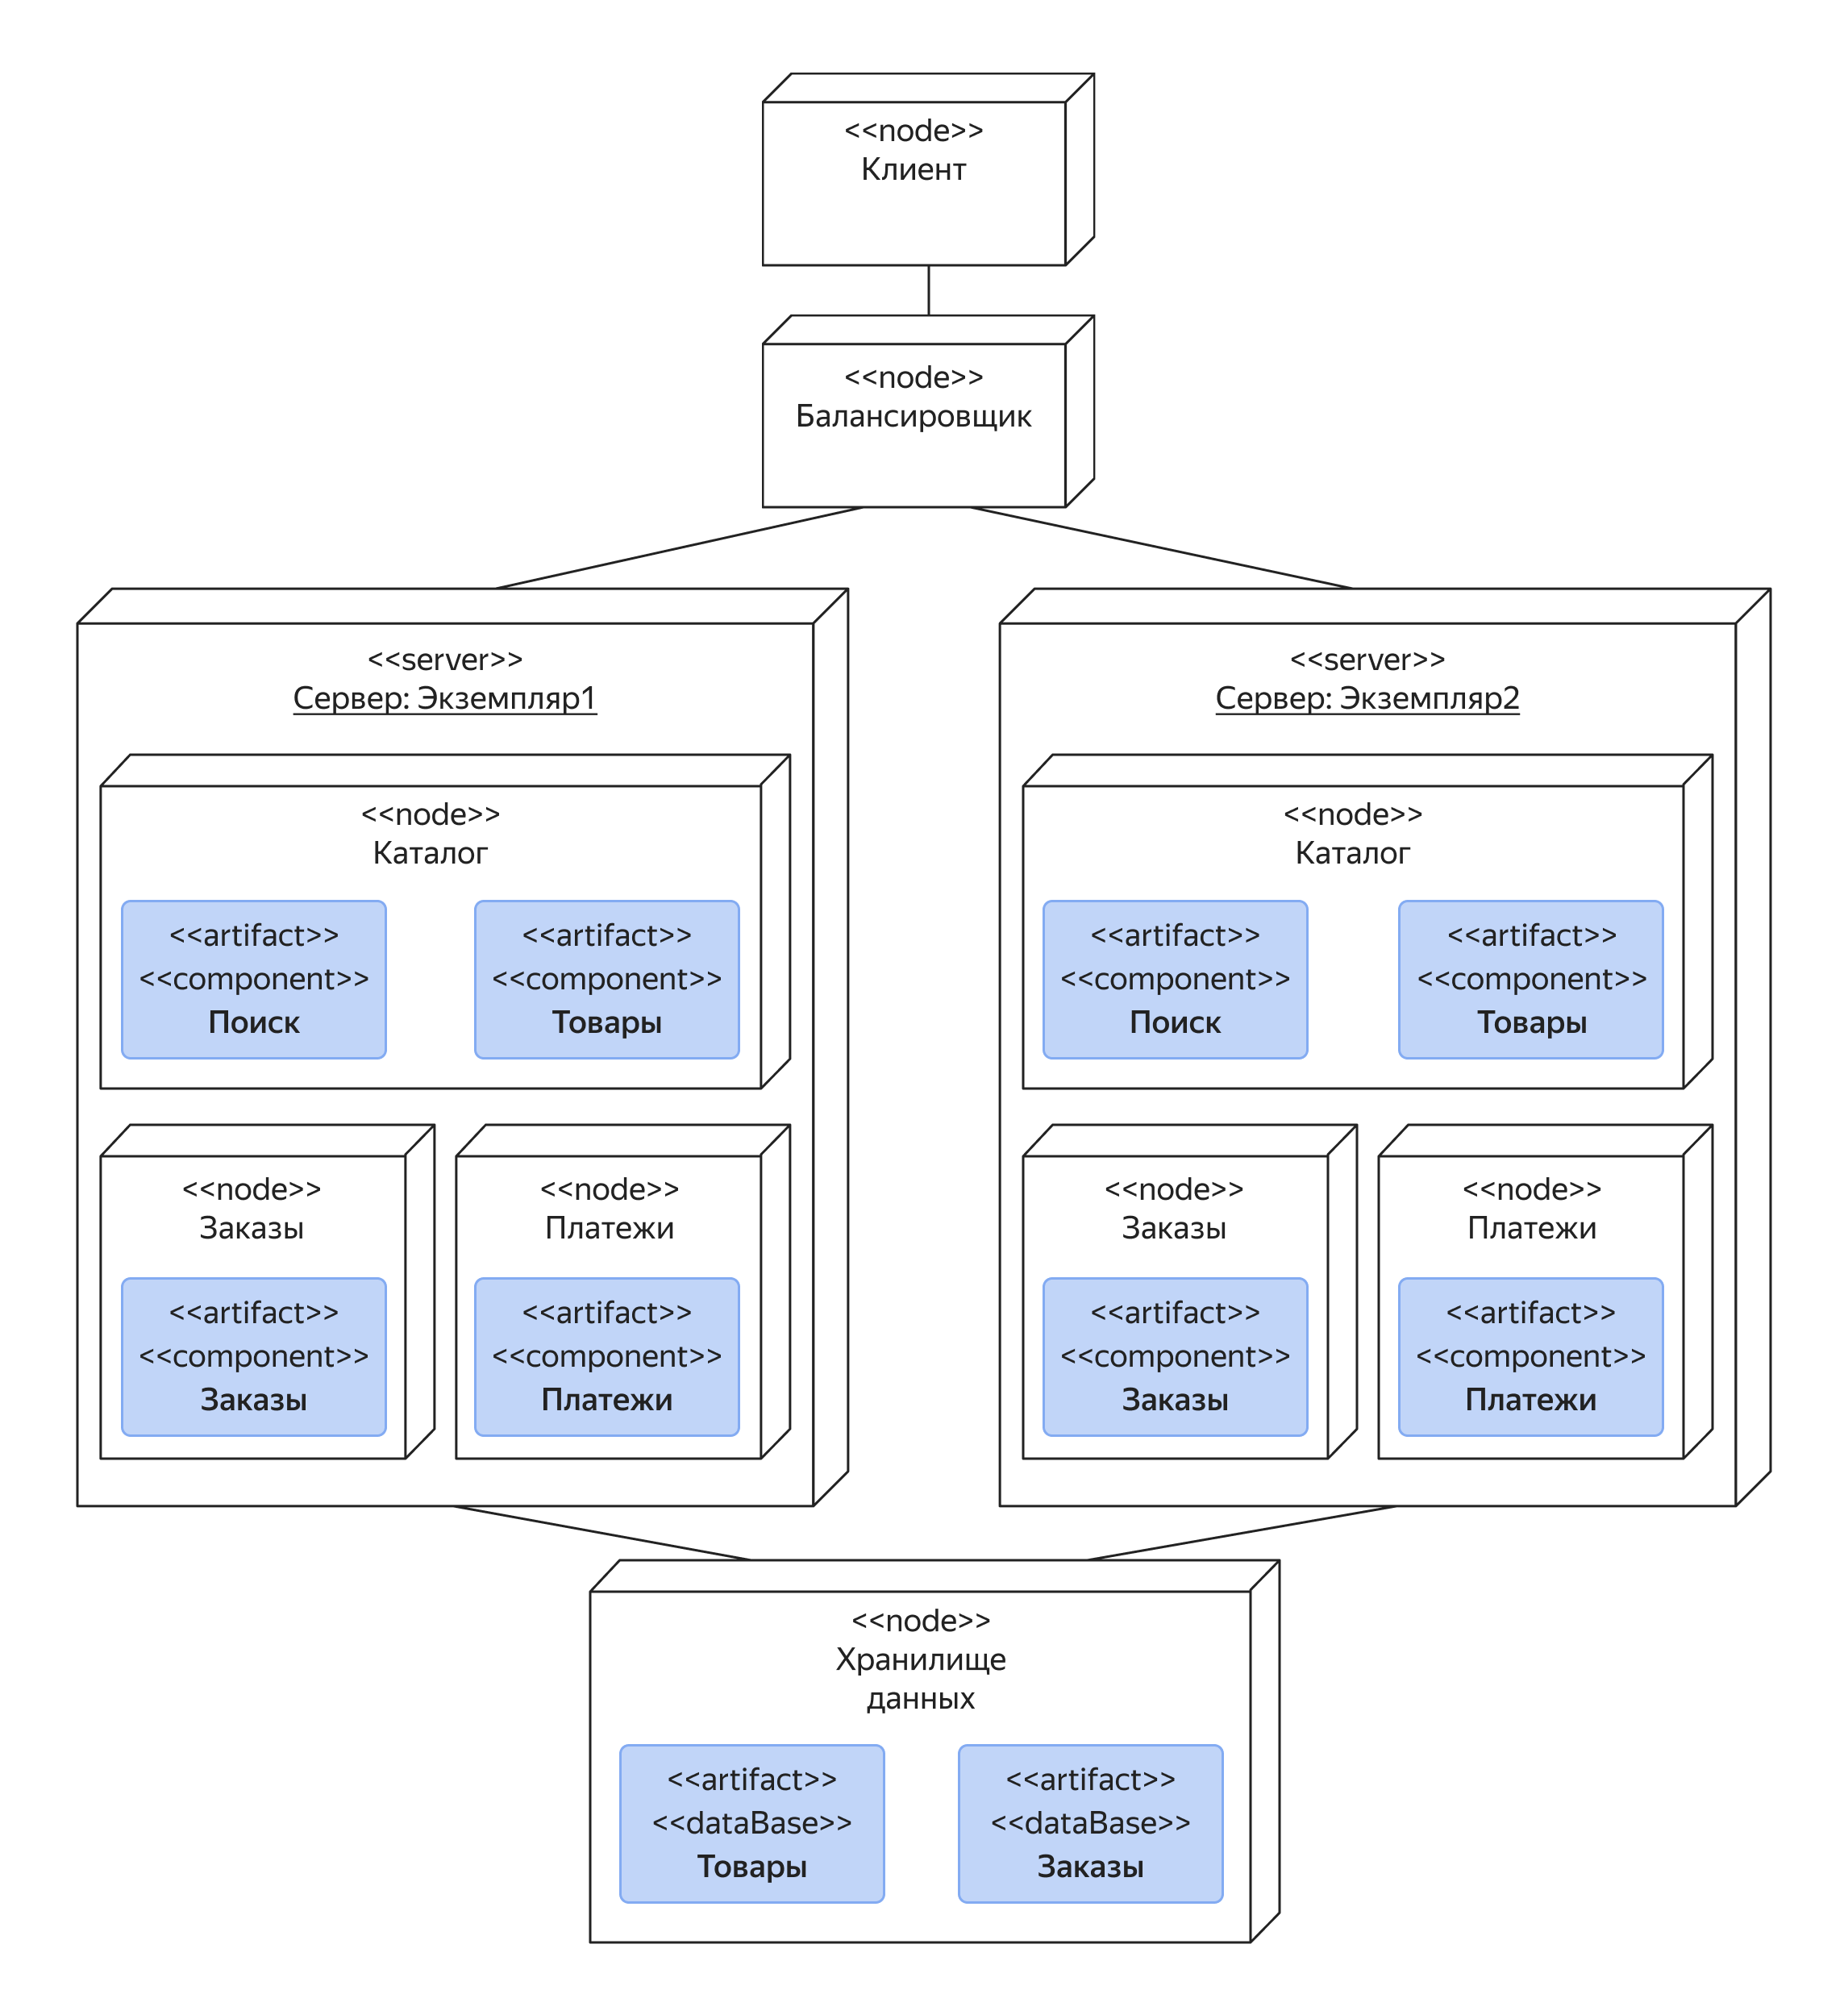 <<node>>
Клиент
<<node>>
Балансировщик
<<server>>
Сервер: Экземпляр1
<<node>>
Каталог
<<artifact>>
<<component>>
Поиск
<<artifact>>
<<component>>
Товары
<<node>>
Заказы
<<artifact>>
<<component>>
Заказы
<<node>>
Платежи
<<artifact>>
<<component>>
Платежи
<<server>>
Сервер: Экземпляр2
<<node>>
Каталог
<<artifact>>
<<component>>
Поиск
<<artifact>>
<<component>>
Товары
<<node>>
Заказы
<<artifact>>
<<component>>
Заказы
<<node>>
Платежи
<<artifact>>
<<component>>
Платежи
<<node>>
Хранилище
данных
<<artifact>>
<<dataBase>>
Товары
<<artifact>>
<<dataBase>>
Заказы